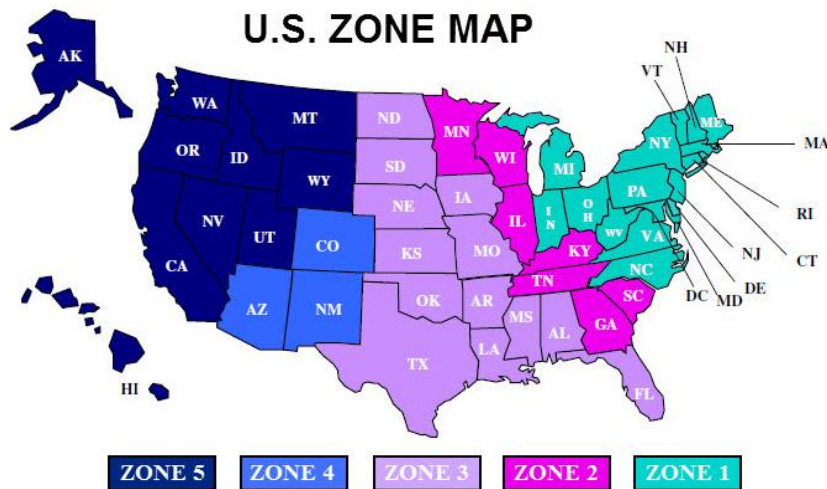 U.S. ZONE MAP
AK
WA
MT
ND
MN
OR
ID
SD
WI
WY
MI
NY
ME
VT
NH
MA
NV
NE
IA
PA
RI
UT
CO
IL
IN
OH
WV
VA
NJ
CT
CA
KS
MO
KY
DE
MD
DC
AZ
NM
OK
AR
TN
NC
SC
TX
LA
MS
AL
GA
HI
FL
ZONE 5
ZONE 4
ZONE 3
ZONE 2
ZONE 1